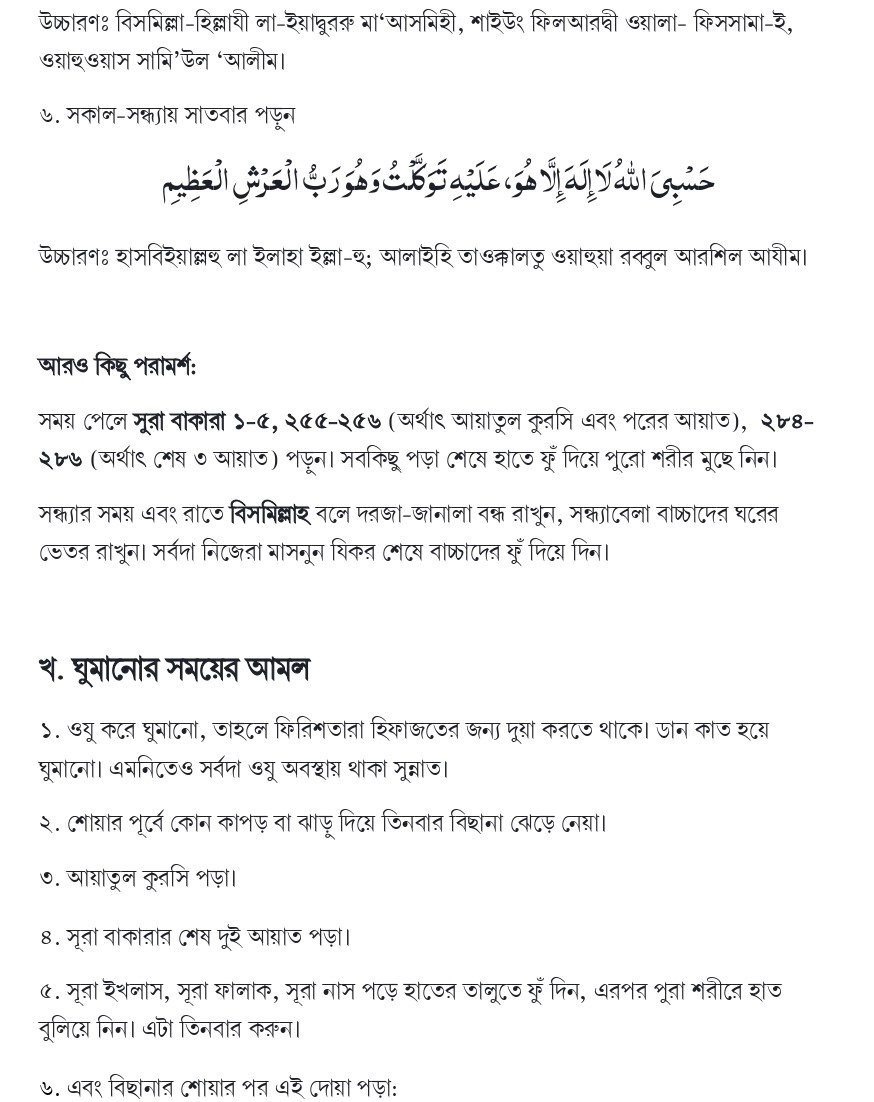 উচ্চারণঃ বিসমিল্লা-হিল্লাযী লা-ইয়াদ্বুররু মা‘আসমিহী, শাইউং ফিলআরদ্বী ওয়ালা- ফিসসামা-ই,
ওয়াহুওয়াস সামি’উল ‘আলীম।
৬. সকাল-সন্ধ্যায় সাতবার পড়ুন
حَسْبِيَ اللهُ لَا إِلَهَ إِلَّا هُوَ، عَلَيْهِ تَوَكَّلْتُ وَهُوَ رَبُّ الْعَرْشِ الْعَظِيمِ
উচ্চারণঃ হাসবিইয়াল্লহু লা ইলাহা ইল্লা-হু; আলাইহি তাওক্কালতু ওয়াহুয়া রব্বুল আরশিল আযীম।
আরও কিছু পরামর্শ:
সময় পেলে সুরা বাকারা ১-৫, ২৫৫-২৫৬ (অর্থাৎ আয়াতুল কুরসি এবং পরের আয়াত), ২৮৪-
২৮৬ (অর্থাৎ শেষ ৩ আয়াত) পড়ুন। সবকিছু পড়া শেষে হাতে ফুঁ দিয়ে পুরো শরীর মুছে নিন।
সন্ধ্যার সময় এবং রাতে বিসমিল্লাহ বলে দরজা-জানালা বন্ধ রাখুন, সন্ধ্যাবেলা বাচ্চাদের ঘরের
ভেতর রাখুন। সর্বদা নিজেরা মাসনুন যিকর শেষে বাচ্চাদের ফুঁ দিয়ে দিন।
খ. ঘুমানোর সময়ের আমল
১. ওযু করে ঘুমানো, তাহলে ফিরিশতারা হিফাজতের জন্য দুয়া করতে থাকে। ডান কাত হয়ে
ঘুমানো। এমনিতেও সর্বদা ওযু অবস্থায় থাকা সুন্নাত।
২. শোয়ার পূর্বে কোন কাপড় বা ঝাড়ু দিয়ে তিনবার বিছানা ঝেড়ে নেয়া।
৩. আয়াতুল কুরসি পড়া।
৪. সূরা বাকারার শেষ দুই আয়াত পড়া।
৫. সূরা ইখলাস, সূরা ফালাক, সূরা নাস পড়ে হাতের তালুতে ফুঁ দিন, এরপর পুরা শরীরে হাত
বুলিয়ে নিন। এটা তিনবার করুন।
৬. এবং বিছানার শোয়ার পর এই দোয়া পড়া: